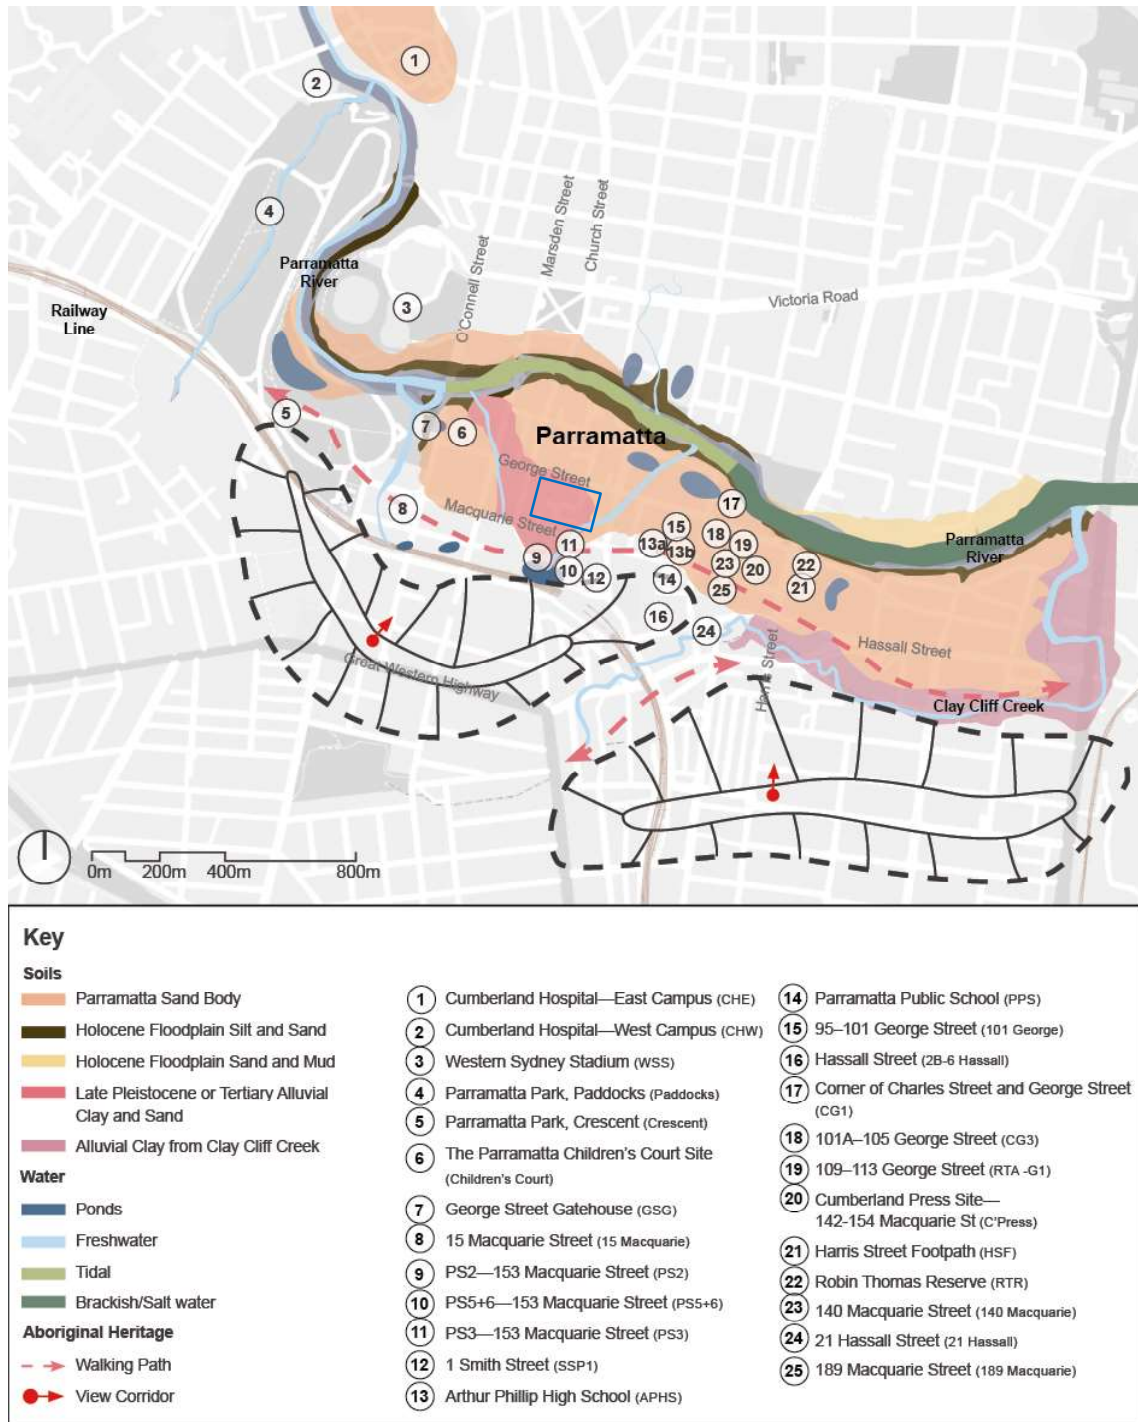 1
2
4
Marsden Street
Church Street
O'Connell Street
Parramatta
River
3
Victoria Road
Railway
Line
5
7
6
Parramatta
George Street
8
Macquarie Street
17
15
18
11
13a
13b
19
9
10
12
14
23
20
22
21
25
16
24
Parramatta
River
Harris Street
Hassall Street
Great Western Highway
Clay Cliff Creek
0m 200m 400m 800m
Key
Soils
Parramatta Sand Body
Holocene Floodplain Silt and Sand
Holocene Floodplain Sand and Mud
Late Pleistocene or Tertiary Alluvial
Clay and Sand
Alluvial Clay from Clay Cliff Creek
Water
Ponds
Freshwater
Tidal
Brackish/Salt water
Aboriginal Heritage
Walking Path
View Corridor
1 Cumberland Hospital—East Campus (CHE)
2 Cumberland Hospital—West Campus (CHW)
3 Western Sydney Stadium (WSS)
4 Parramatta Park, Paddocks (Paddocks)
5 Parramatta Park, Crescent (Crescent)
6 The Parramatta Children's Court Site
(Children's Court)
7 George Street Gatehouse (GSG)
8 15 Macquarie Street (15 Macquarie)
9 PS2—153 Macquarie Street (PS2)
10 PS5+6—153 Macquarie Street (PS5+6)
11 PS3—153 Macquarie Street (PS3)
12 1 Smith Street (SSP1)
13 Arthur Phillip High School (APHS)
14 Parramatta Public School (PPS)
15 95–101 George Street (101 George)
16 Hassall Street (2B-6 Hassall)
17 Corner of Charles Street and George Street
(CG1)
18 101A–105 George Street (CG3)
19 109–113 George Street (RTA -G1)
20 Cumberland Press Site—
142-154 Macquarie St (C'Press)
21 Harris Street Footpath (HSF)
22 Robin Thomas Reserve (RTR)
23 140 Macquarie Street (140 Macquarie)
24 21 Hassall Street (21 Hassall)
25 189 Macquarie Street (189 Macquarie)